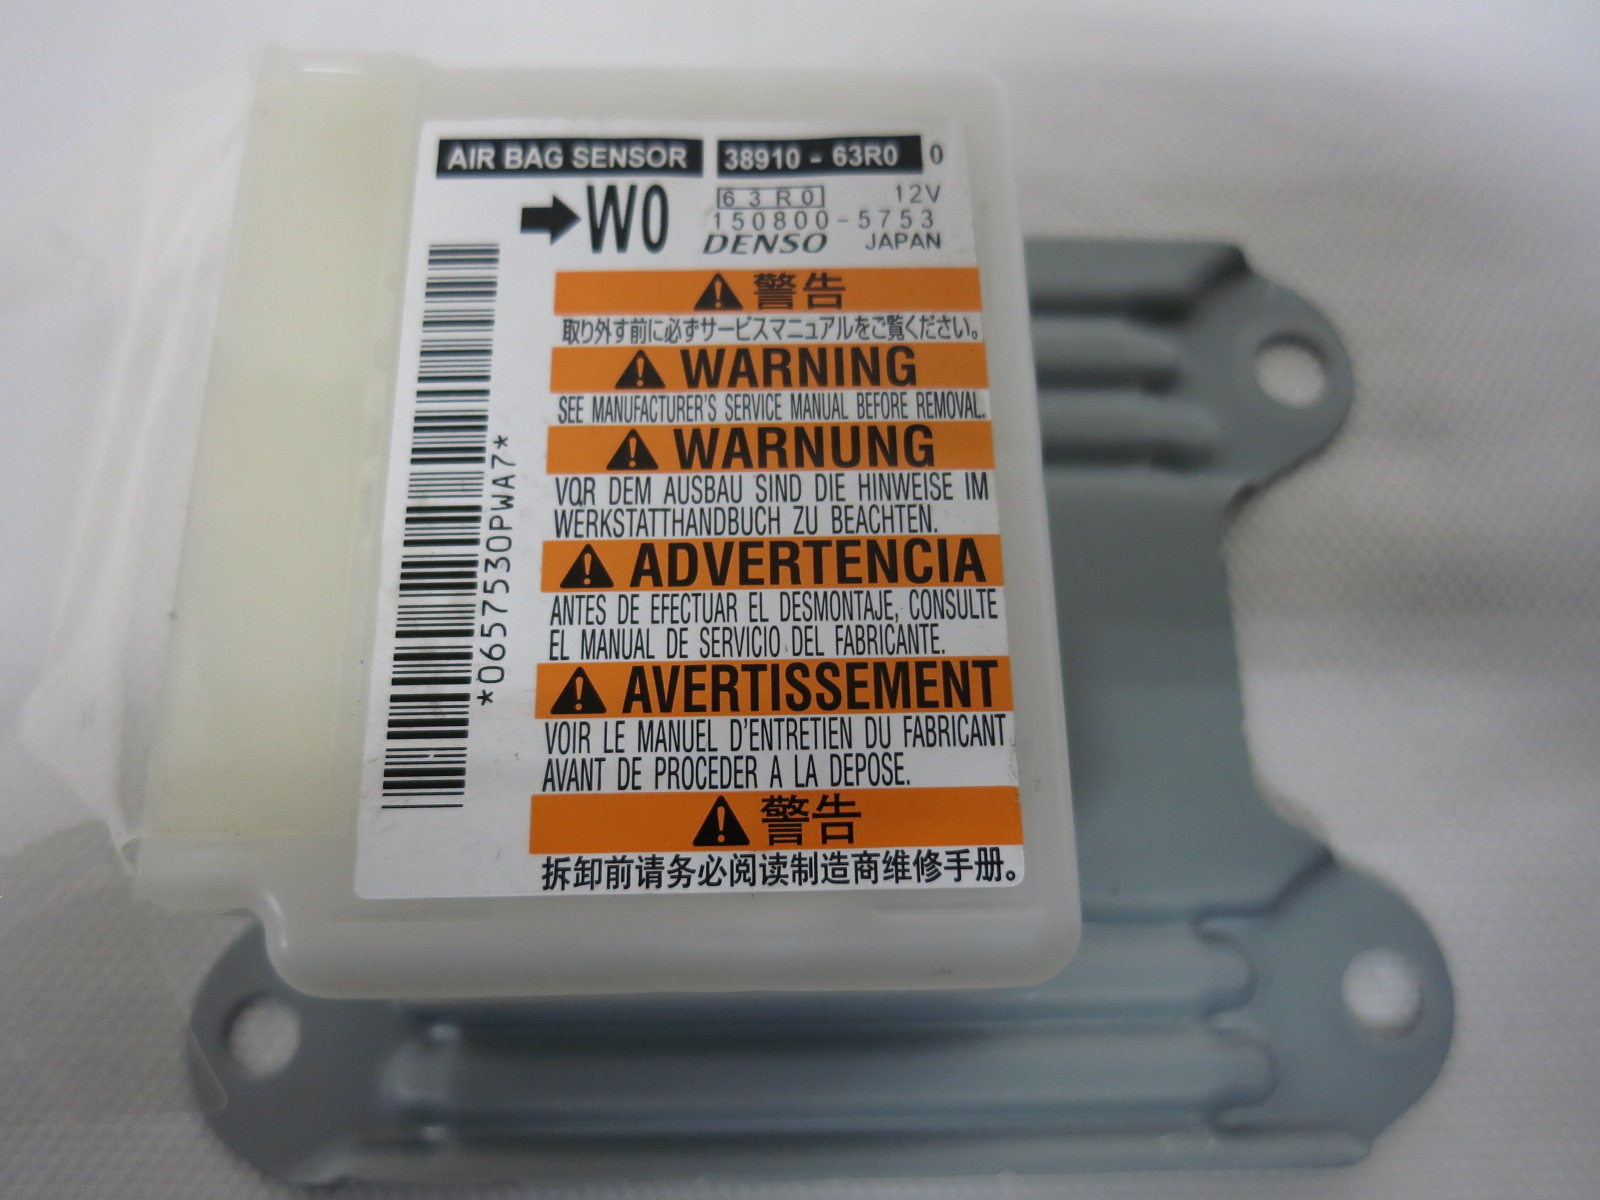 AIR BAG SENSOR 38910 - 63R0 0
W0 63R0 12V
150800-5753
DENSO JAPAN
*0657530PWA7*
警告
取り外す前に必ずサービスマニュアルをご覧ください。
WARNING
SEE MANUFACTURER'S SERVICE MANUAL BEFORE REMOVAL.
WARNUNG
VOR DEM AUSBAU SIND DIE HINWEISE IM
WERKSTATTHANDBUCH ZU BEACHTEN.
ADVERTENCIA
ANTES DE EFECTUAR EL DESMONTAJE, CONSULTE
EL MANUAL DE SERVICIO DEL FABRICANTE.
AVERTISSEMENT
VOIR LE MANUEL D'ENTRETIEN DU FABRICANT
AVANT DE PROCEDER A LA DEPOSE.
警告
拆卸前请务必阅读制造商维修手册。